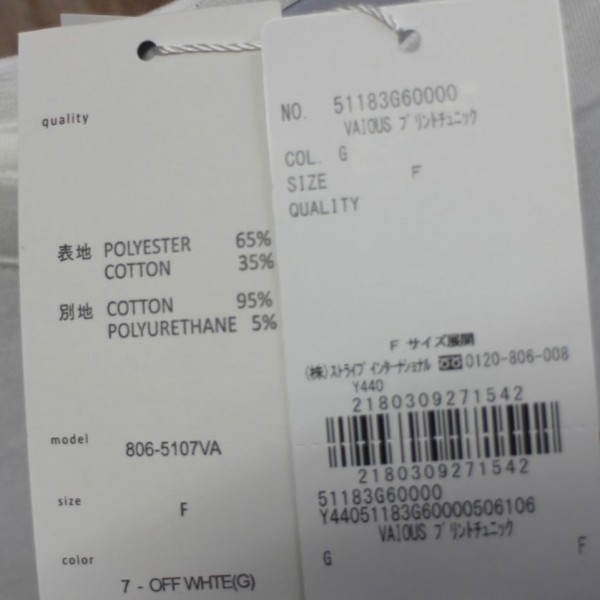 quality
表地 POLYESTER 65%
COTTON 35%
別地 COTTON 95%
POLYURETHANE 5%
model
806-5107VA
size
F
color
7 - OFF WHTE(G)
NO. 51183G60000
VAIOUS プリントチュニック
COL. G
SIZE F
QUALITY
F サイズ展開
(株)ストライプ インターナショナル 0120-806-008
Y440
2180309271542
2180309271542
51183G60000
Y44051183G60000506106
VAIOUS プリントチュニック
G F